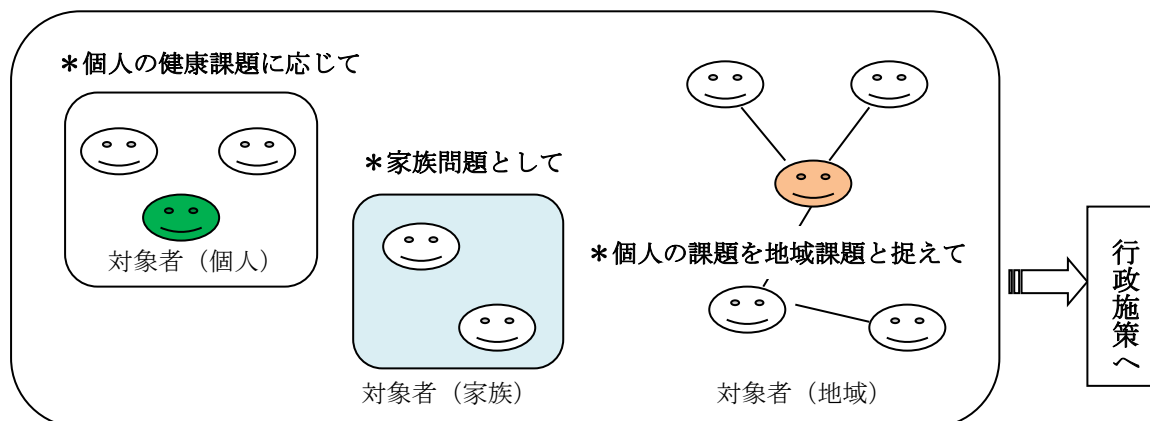 ＊個人の健康課題に応じて
対象者（個人）
＊家族問題として
対象者（家族）
＊個人の課題を地域課題と捉えて
対象者（地域）
行政施策へ